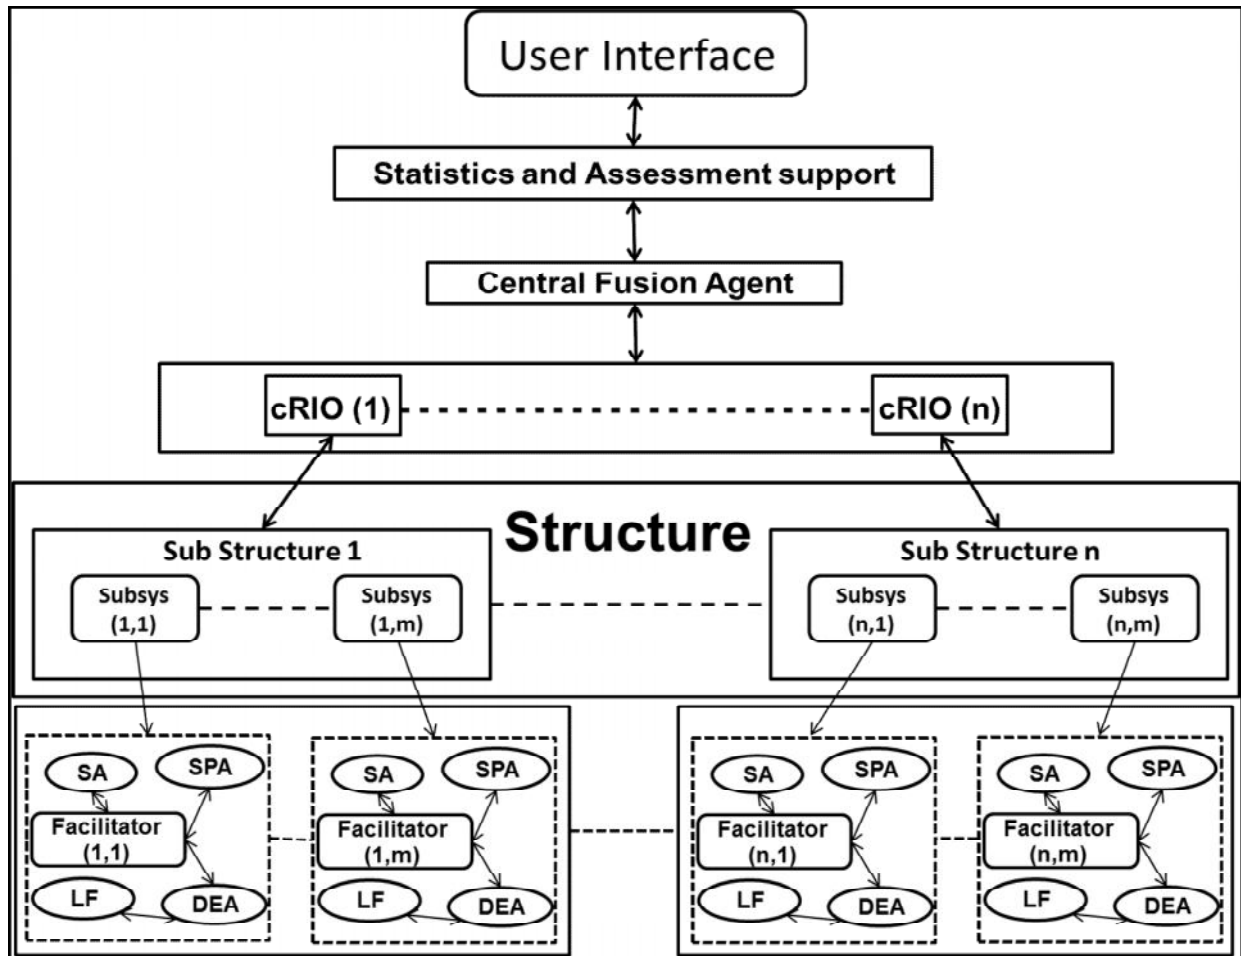 User Interface
Statistics and Assessment support
Central Fusion Agent
cRIO (1)
cRIO (n)
Structure
Sub Structure 1
Sub Structure n
Subsys
(1,1)
Subsys
(1,m)
Subsys
(n,1)
Subsys
(n,m)
SA
SPA
Facilitator
(1,1)
LF
DEA
SA
SPA
Facilitator
(1,m)
LF
DEA
SA
SPA
Facilitator
(n,1)
LF
DEA
SA
SPA
Facilitator
(n,m)
LF
DEA